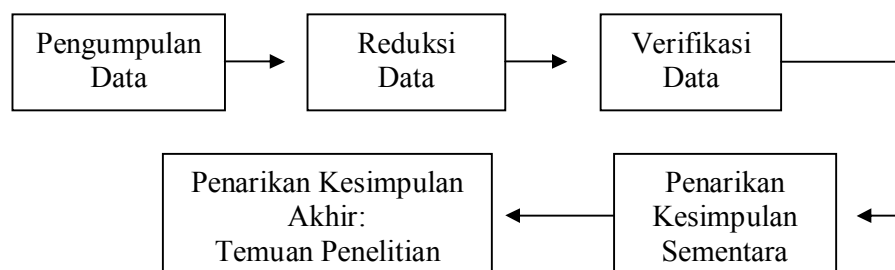 Pengumpulan
Data
Reduksi
Data
Verifikasi
Data
Penarikan
Kesimpulan
Sementara
Penarikan Kesimpulan
Akhir:
Temuan Penelitian